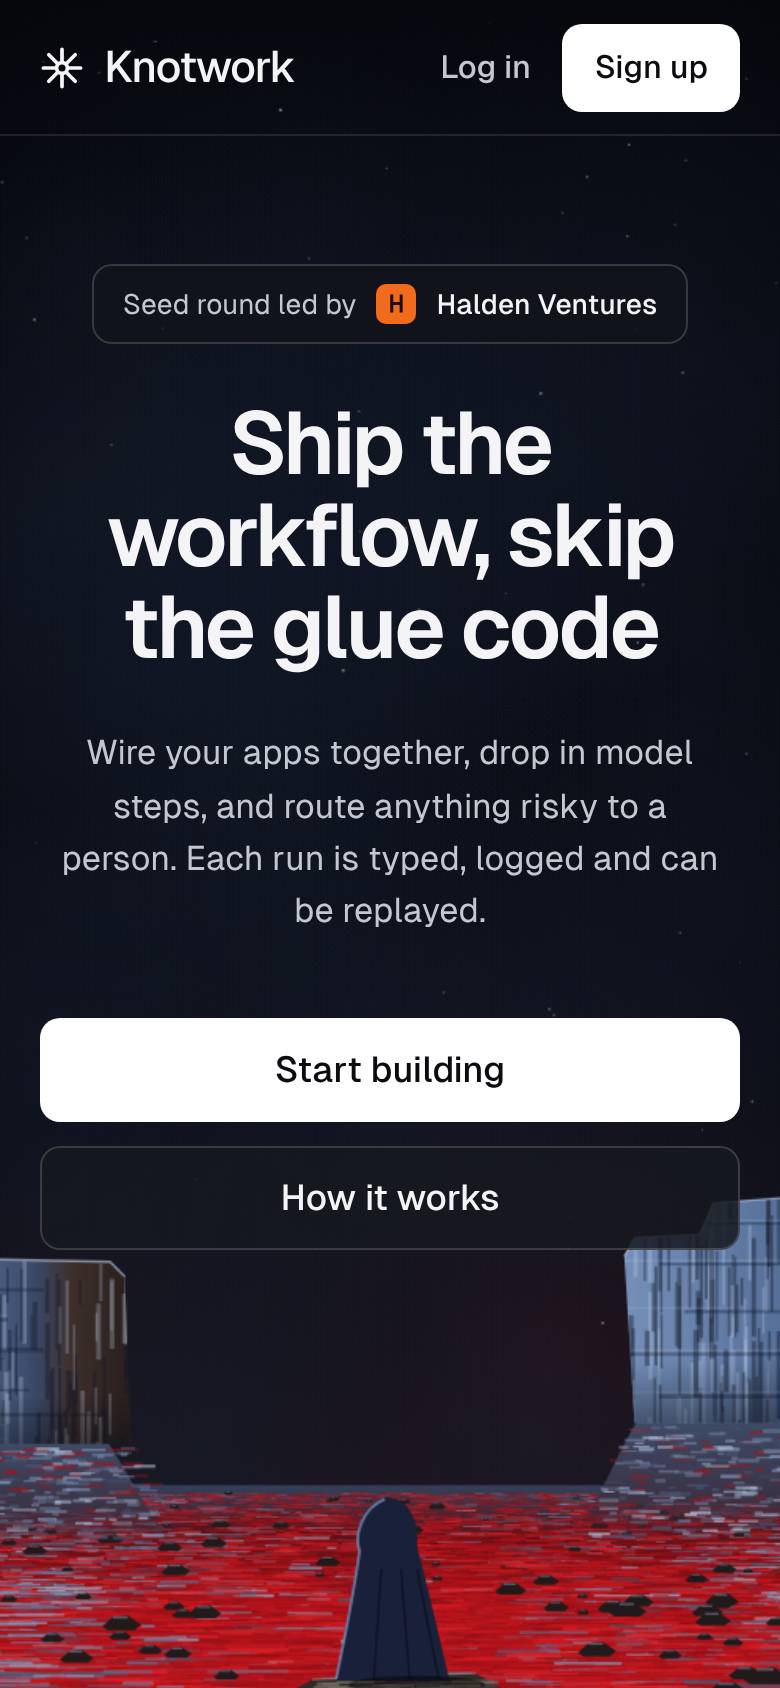 Knotwork
Log in
Sign up
Seed round led by H Halden Ventures
Ship the
workflow, skip
the glue code
Wire your apps together, drop in model
steps, and route anything risky to a
person. Each run is typed, logged and can
be replayed.
Start building
How it works